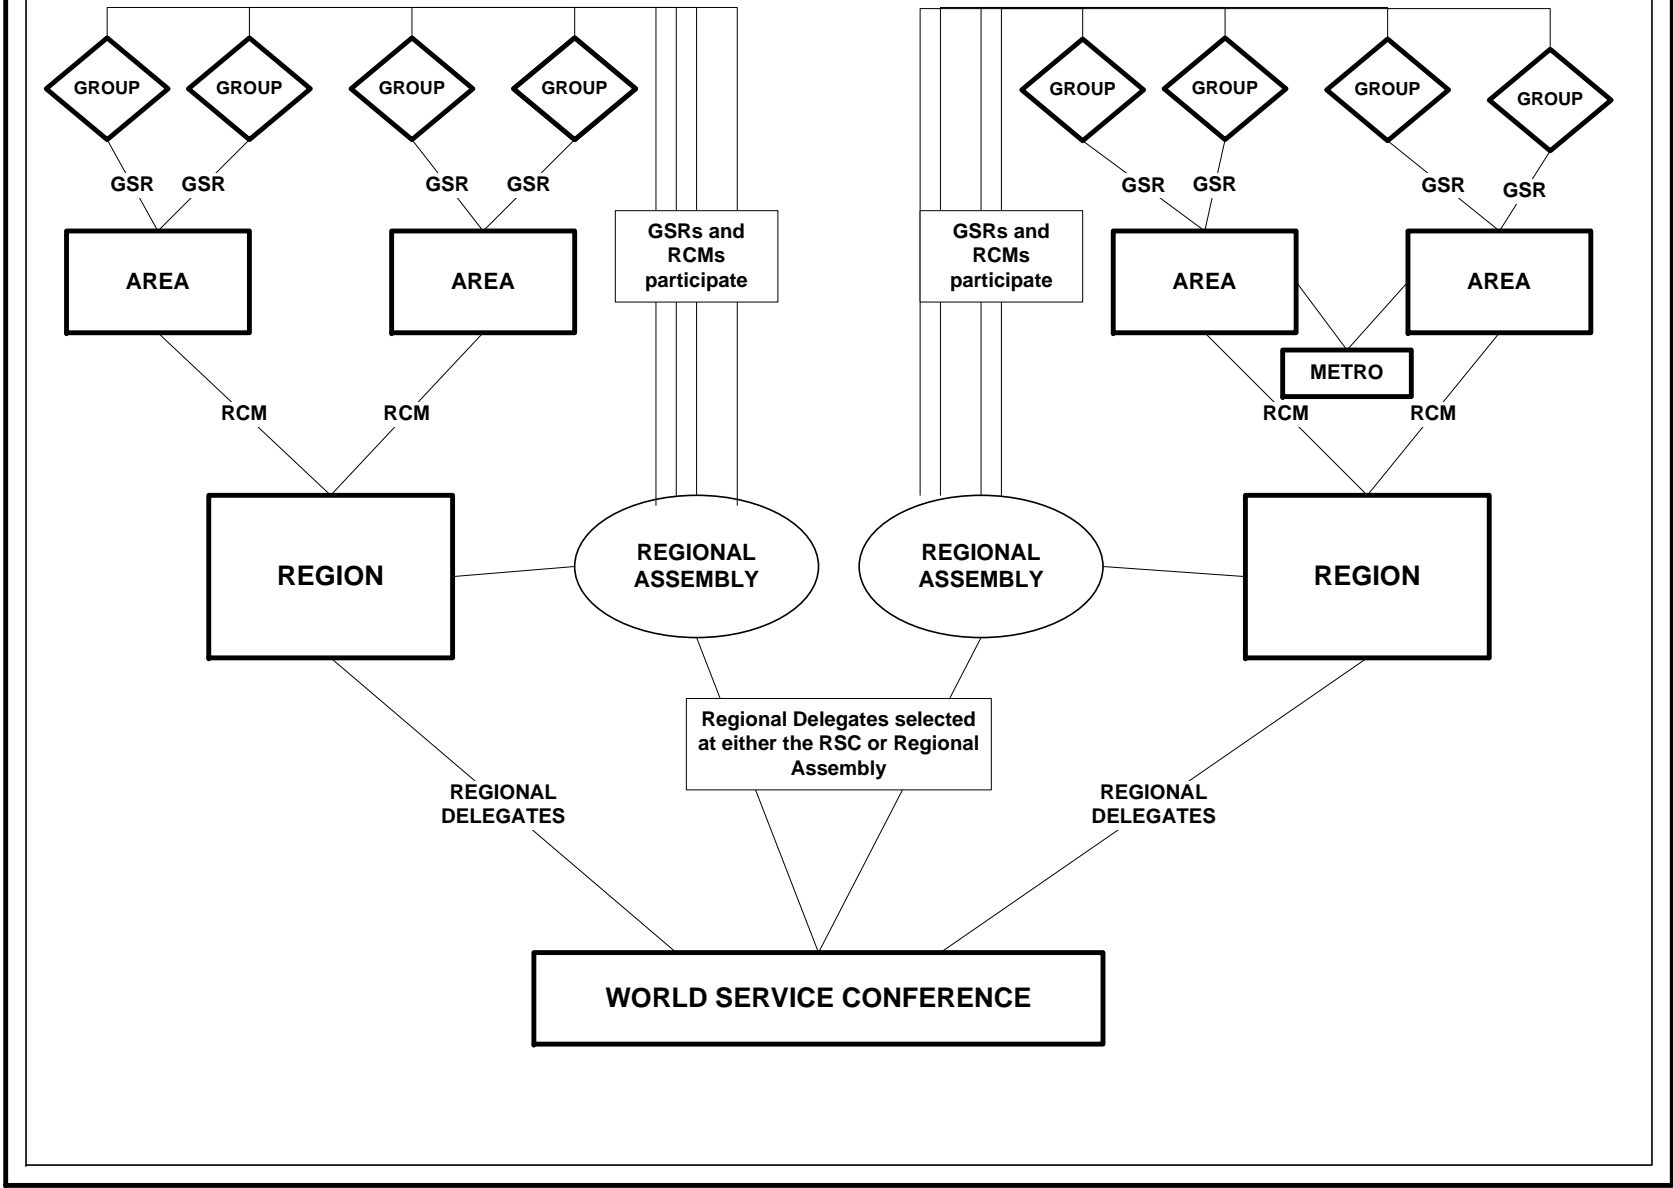 GROUP GROUP GROUP GROUP GROUP GROUP GROUP GROUP
GSR GSR GSR GSR GSR GSR GSR GSR
GSRs and
RCMs
participate
GSRs and
RCMs
participate
AREA AREA AREA AREA
METRO
RCM RCM RCM RCM
REGION
REGIONAL
ASSEMBLY
REGIONAL
ASSEMBLY
REGION
Regional Delegates selected
at either the RSC or Regional
Assembly
REGIONAL
DELEGATES
REGIONAL
DELEGATES
WORLD SERVICE CONFERENCE